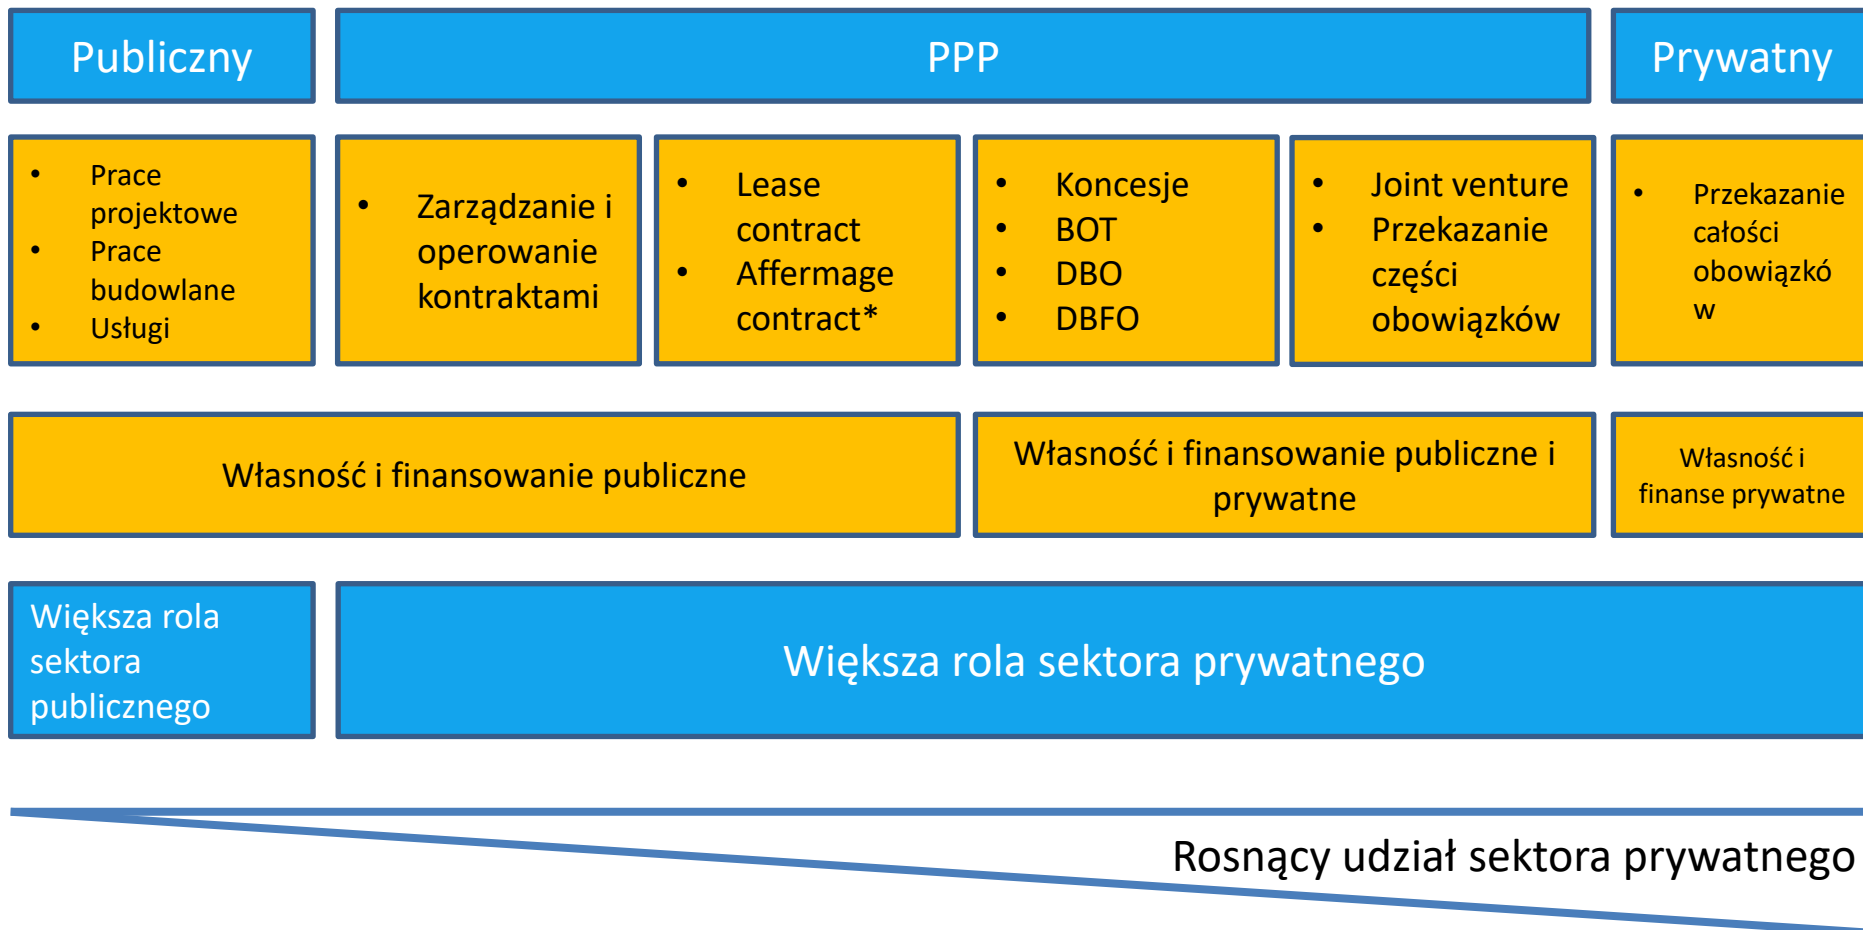 Publiczny
PPP
Prywatny
• Prace
projektowe
• Prace
budowlane
• Usługi
• Zarządzanie i
operowanie
kontraktami
• Lease
contract
• Affermage
contract*
• Koncesje
• BOT
• DBO
• DBFO
• Joint venture
• Przekazanie
części
obowiązków
• Przekazanie
całości
obowiązkó
w
Własność i finansowanie publiczne
Własność i finansowanie publiczne i
prywatne
Własność i
finanse prywatne
Większa rola
sektora
publicznego
Większa rola sektora prywatnego
Rosnący udział sektora prywatnego